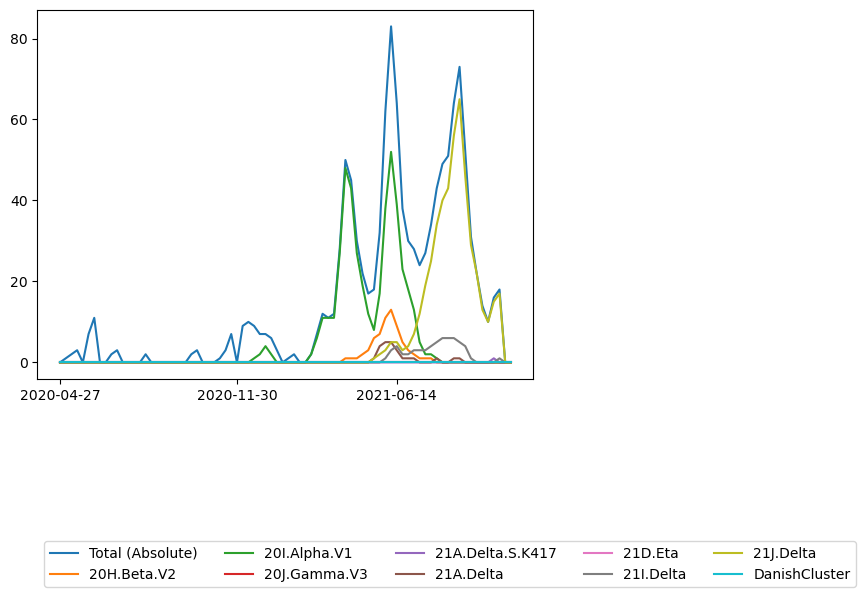 80
60
40
20
0
2020-04-27 2020-11-30 2021-06-14
Total (Absolute) 20I.Alpha.V1 21A.Delta.S.K417 21D.Eta 21J.Delta
20H.Beta.V2 20J.Gamma.V3 21A.Delta 21I.Delta DanishCluster